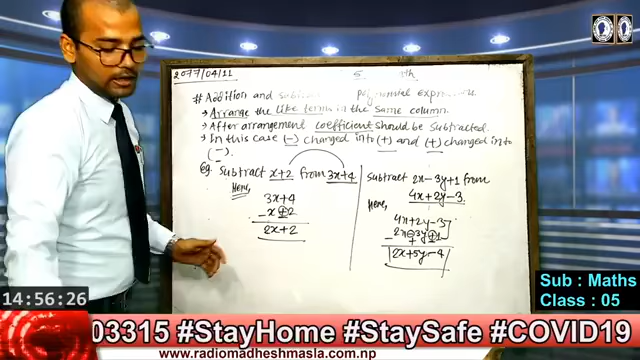 2077/04/11
5
# Addition and
polynomial
→ Arrange the like terms in the same column.
→ After arrangement coefficient should be subtracted.
→ In this case (-) changed into (+) and (+) changed into
(-).
eg. Subtract x+2 from 3x+4
Here,
3x+4
-x+2
2x+2
Subtract 2x-3y+1 from
4x+2y-3.
Here,
4x+2y-3
2x-3y+1
2x+5y-4
14:56:26
Sub : Maths
Class : 05
03315 #StayHome #StaySafe #COVID19
www.radiomadheshmasla.com.np